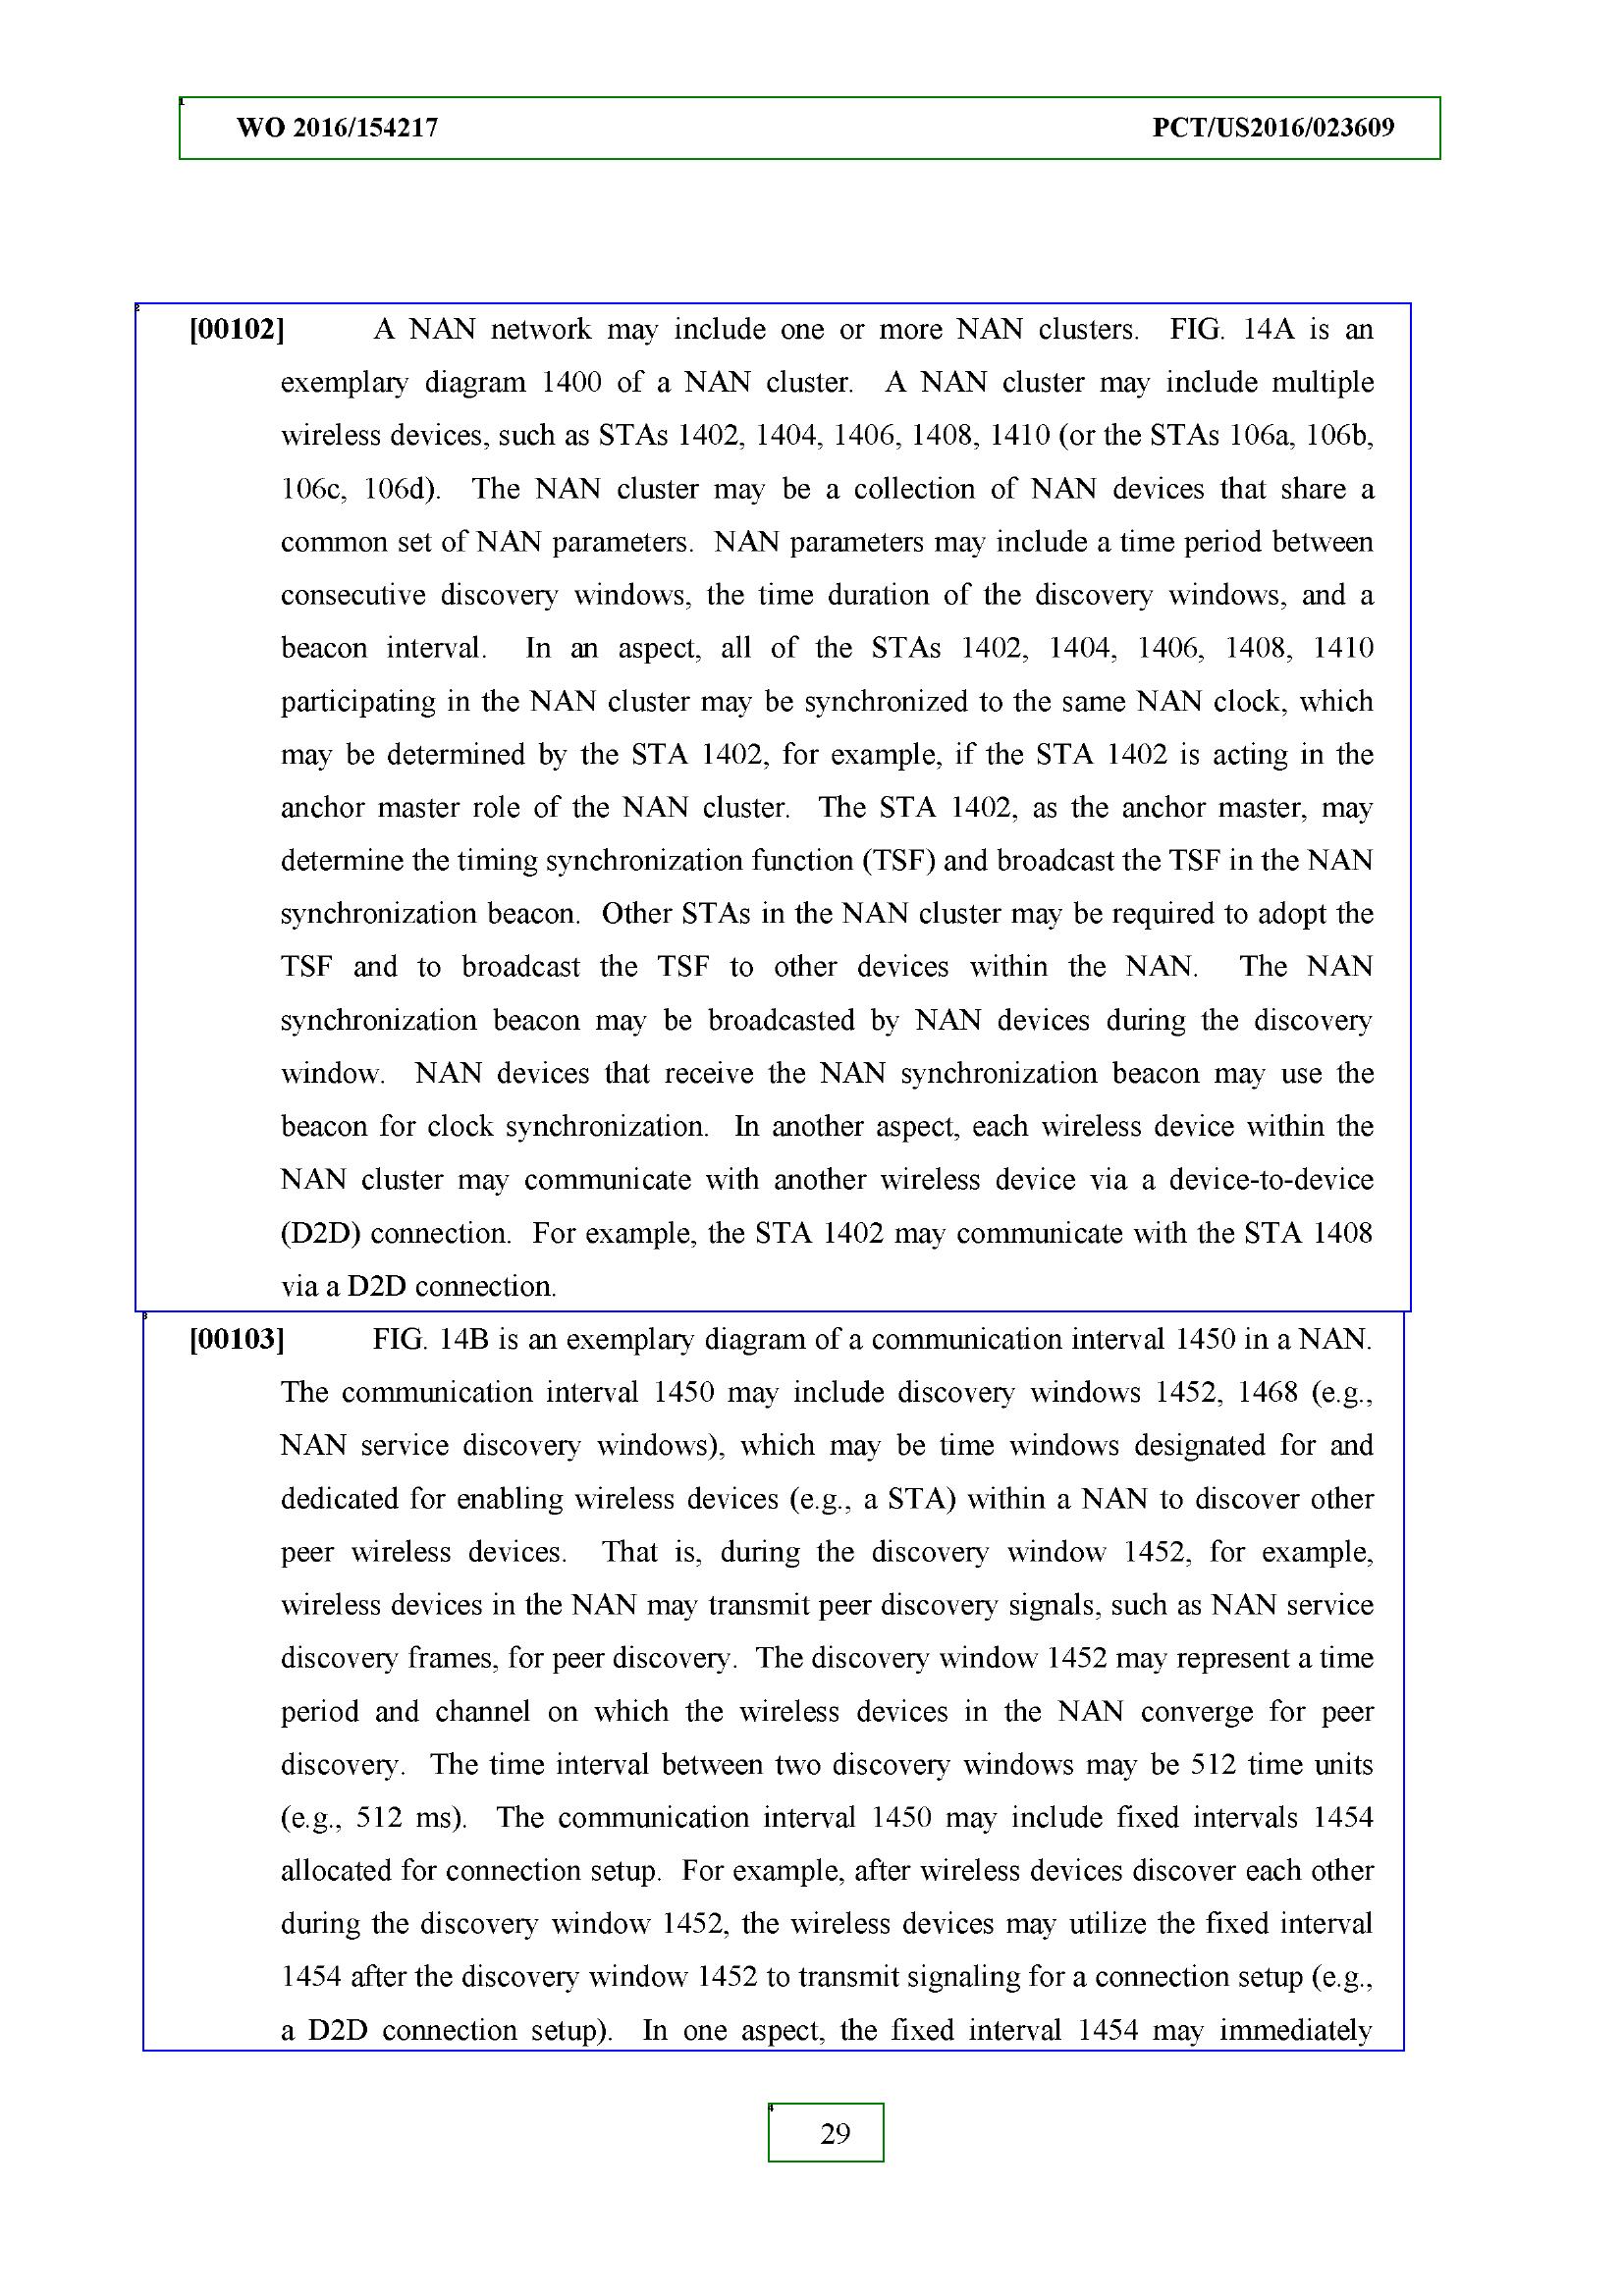 WO 2016/154217 PCT/US2016/023609
[00102] A NAN network may include one or more NAN clusters. FIG. 14A is an
exemplary diagram 1400 of a NAN cluster. A NAN cluster may include multiple
wireless devices, such as STAs 1402, 1404, 1406, 1408, 1410 (or the STAs 106a, 106b,
106c, 106d). The NAN cluster may be a collection of NAN devices that share a
common set of NAN parameters. NAN parameters may include a time period between
consecutive discovery windows, the time duration of the discovery windows, and a
beacon interval. In an aspect, all of the STAs 1402, 1404, 1406, 1408, 1410
participating in the NAN cluster may be synchronized to the same NAN clock, which
may be determined by the STA 1402, for example, if the STA 1402 is acting in the
anchor master role of the NAN cluster. The STA 1402, as the anchor master, may
determine the timing synchronization function (TSF) and broadcast the TSF in the NAN
synchronization beacon. Other STAs in the NAN cluster may be required to adopt the
TSF and to broadcast the TSF to other devices within the NAN. The NAN
synchronization beacon may be broadcasted by NAN devices during the discovery
window. NAN devices that receive the NAN synchronization beacon may use the
beacon for clock synchronization. In another aspect, each wireless device within the
NAN cluster may communicate with another wireless device via a device-to-device
(D2D) connection. For example, the STA 1402 may communicate with the STA 1408
via a D2D connection.
[00103] FIG. 14B is an exemplary diagram of a communication interval 1450 in a NAN.
The communication interval 1450 may include discovery windows 1452, 1468 (e.g.,
NAN service discovery windows), which may be time windows designated for and
dedicated for enabling wireless devices (e.g., a STA) within a NAN to discover other
peer wireless devices. That is, during the discovery window 1452, for example,
wireless devices in the NAN may transmit peer discovery signals, such as NAN service
discovery frames, for peer discovery. The discovery window 1452 may represent a time
period and channel on which the wireless devices in the NAN converge for peer
discovery. The time interval between two discovery windows may be 512 time units
(e.g., 512 ms). The communication interval 1450 may include fixed intervals 1454
allocated for connection setup. For example, after wireless devices discover each other
during the discovery window 1452, the wireless devices may utilize the fixed interval
1454 after the discovery window 1452 to transmit signaling for a connection setup (e.g.,
a D2D connection setup). In one aspect, the fixed interval 1454 may immediately
29